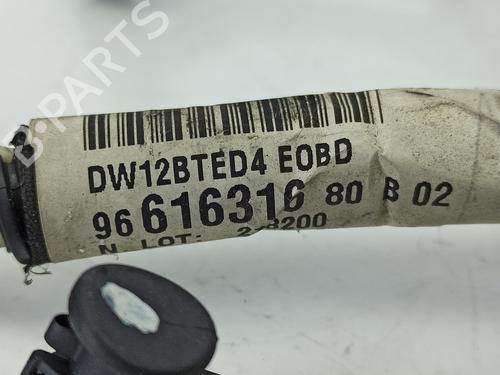 DW12BTED4 EOBD
96 616316 80 B 02
N LOT:
B-PARTS